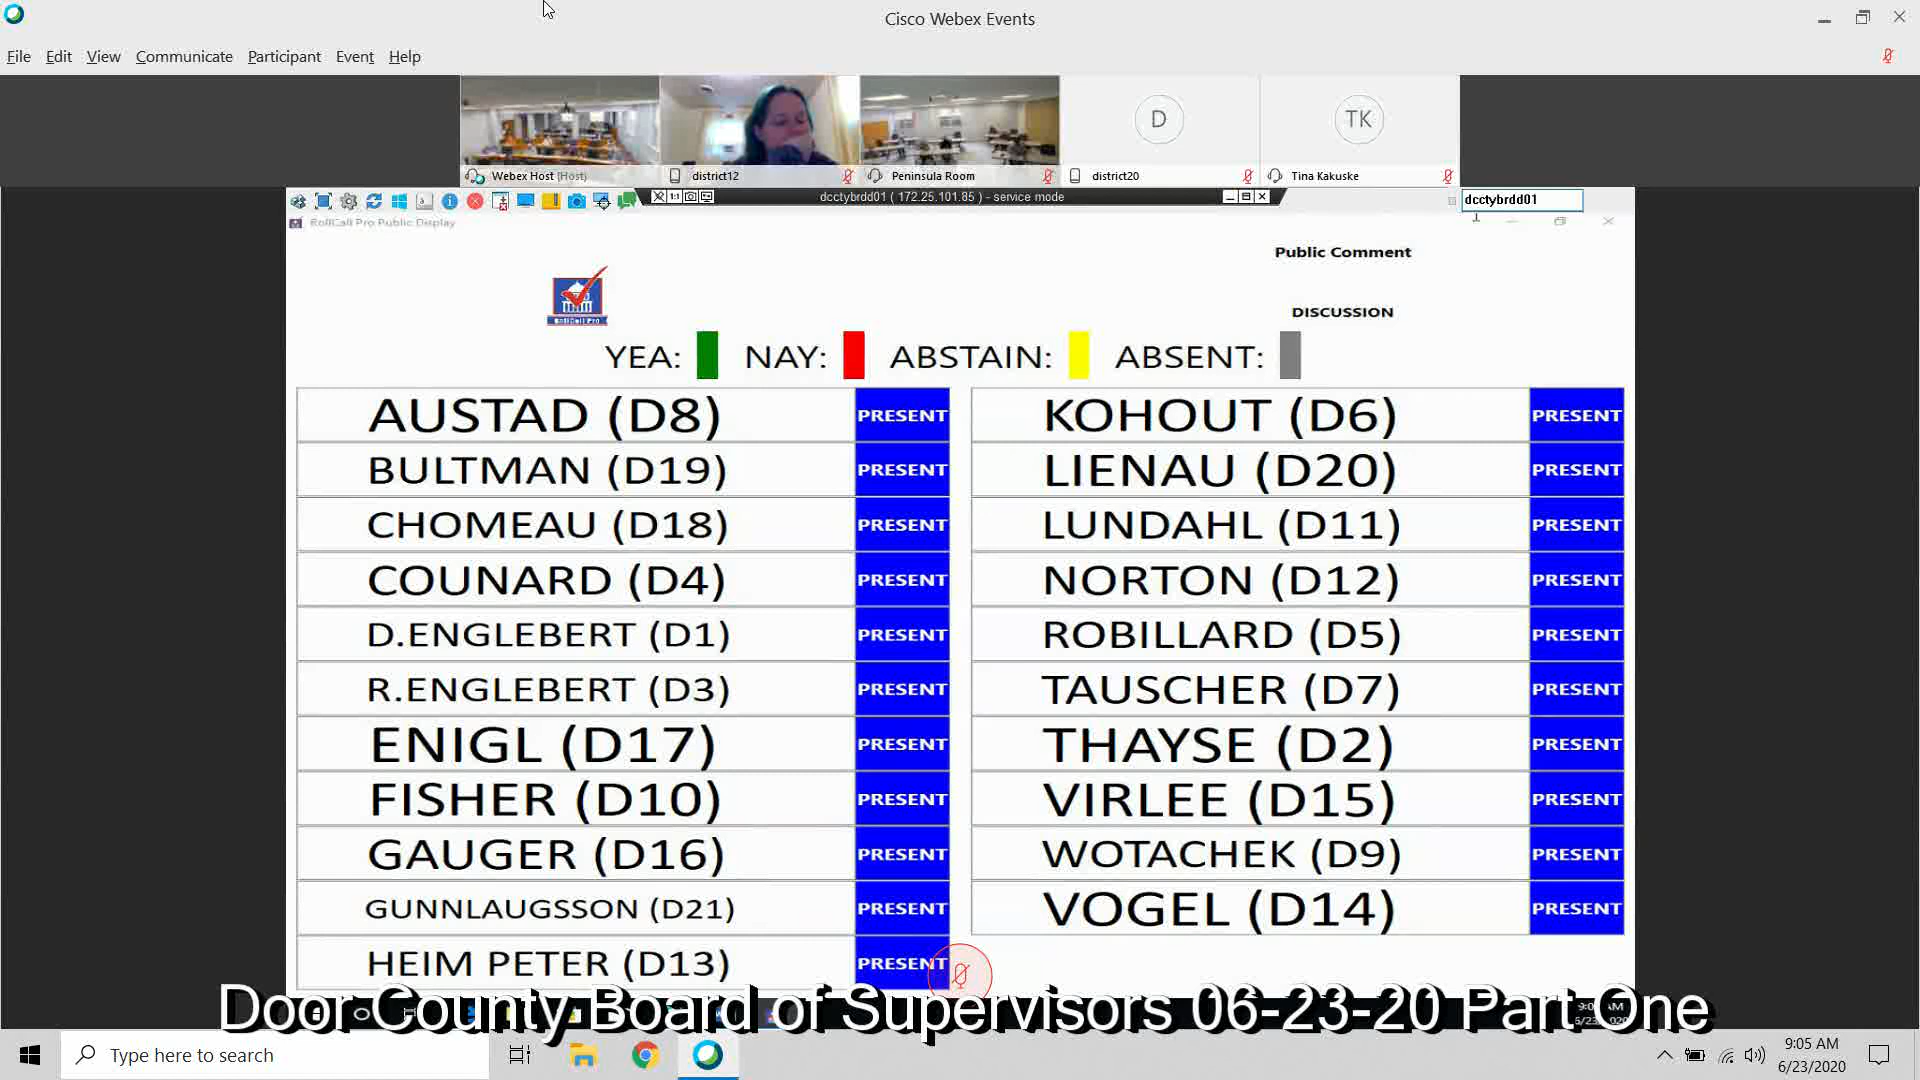 Cisco Webex Events
File Edit View Communicate Participant Event Help
D
TK
Webex Host (Host)
district12
Peninsula Room
district20
Tina Kakuske
dcctybrdd01 ( 172.25.101.85 ) - service mode
dcctybrdd01
RollCall Pro Public Display
Public Comment
RollCall Pro
DISCUSSION
YEA: NAY: ABSTAIN: ABSENT:
AUSTAD (D8) PRESENT
BULTMAN (D19) PRESENT
CHOMEAU (D18) PRESENT
COUNARD (D4) PRESENT
D.ENGLEBERT (D1) PRESENT
R.ENGLEBERT (D3) PRESENT
ENIGL (D17) PRESENT
FISHER (D10) PRESENT
GAUGER (D16) PRESENT
GUNNLAUGSSON (D21) PRESENT
HEIM PETER (D13) PRESENT
KOHOUT (D6) PRESENT
LIENAU (D20) PRESENT
LUNDAHL (D11) PRESENT
NORTON (D12) PRESENT
ROBILLARD (D5) PRESENT
TAUSCHER (D7) PRESENT
THAYSE (D2) PRESENT
VIRLEE (D15) PRESENT
WOTACHEK (D9) PRESENT
VOGEL (D14) PRESENT
Door County Board of Supervisors 06-23-20 Part One
Type here to search
9:05 AM
6/23/2020